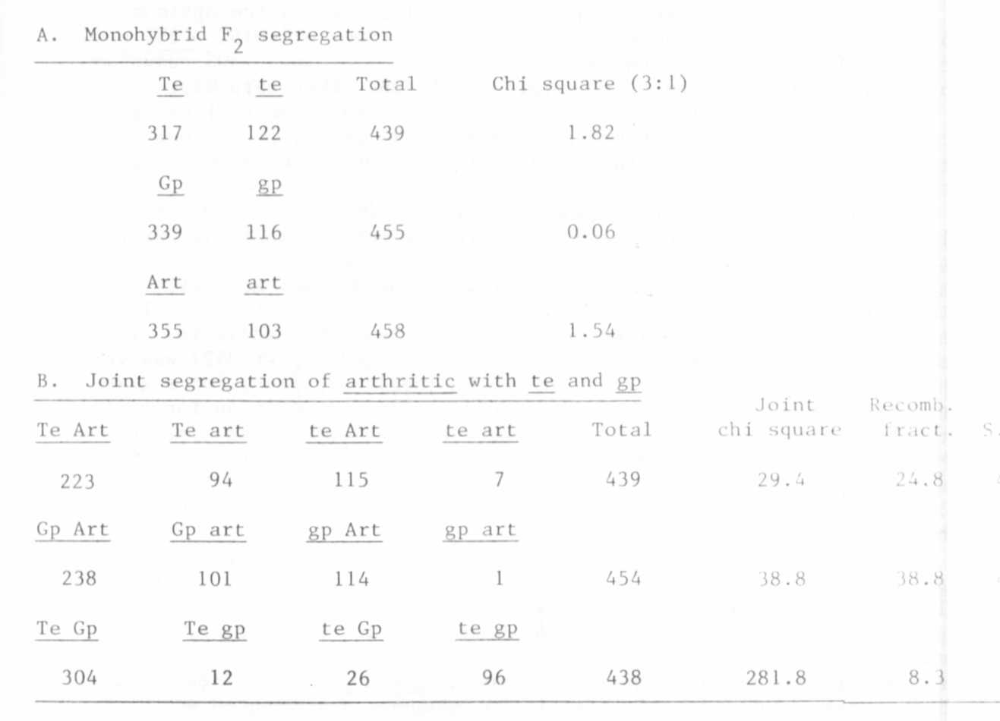 A. Monohybrid F2 segregation
Te te Total Chi square (3:1)
317 122 439 1.82
Gp gp
339 116 455 0.06
Art art
355 103 458 1.54
B. Joint segregation of arthritic with te and gp
Joint Recomb.
Te Art Te art te Art te art Total chi square fract. S.
223 94 115 7 439 29.4 24.8
Gp Art Gp art gp Art gp art
238 101 114 1 454 38.8 38.8
Te Gp Te gp te Gp te gp
304 12 26 96 438 281.8 8.3